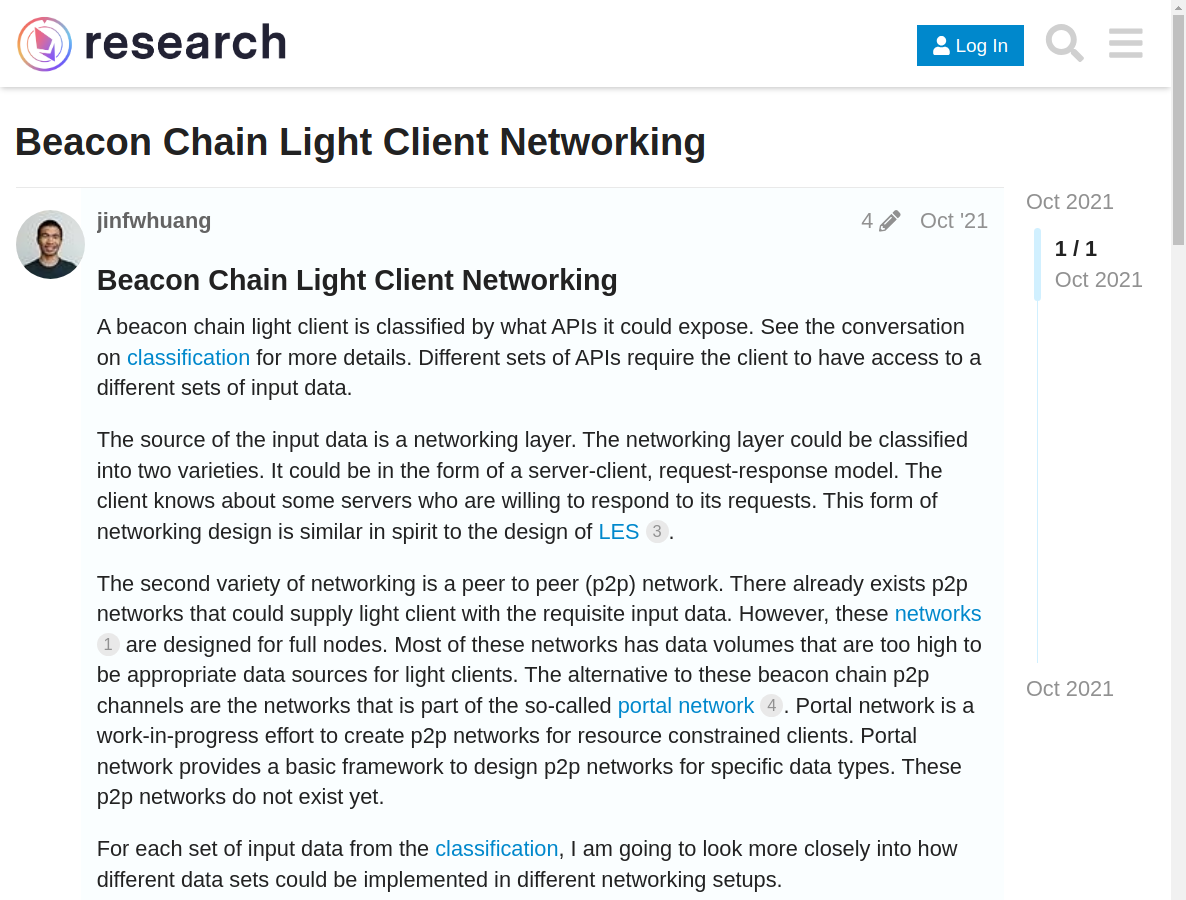 research
Log In
Beacon Chain Light Client Networking
jinfwhuang
4
Oct '21
Oct 2021
1 / 1
Oct 2021
Beacon Chain Light Client Networking
A beacon chain light client is classified by what APIs it could expose. See the conversation
on classification for more details. Different sets of APIs require the client to have access to a
different sets of input data.
The source of the input data is a networking layer. The networking layer could be classified
into two varieties. It could be in the form of a server-client, request-response model. The
client knows about some servers who are willing to respond to its requests. This form of
networking design is similar in spirit to the design of LES 3.
The second variety of networking is a peer to peer (p2p) network. There already exists p2p
networks that could supply light client with the requisite input data. However, these networks
1 are designed for full nodes. Most of these networks has data volumes that are too high to
be appropriate data sources for light clients. The alternative to these beacon chain p2p
channels are the networks that is part of the so-called portal network 4. Portal network is a
work-in-progress effort to create p2p networks for resource constrained clients. Portal
network provides a basic framework to design p2p networks for specific data types. These
p2p networks do not exist yet.
Oct 2021
For each set of input data from the classification, I am going to look more closely into how
different data sets could be implemented in different networking setups.